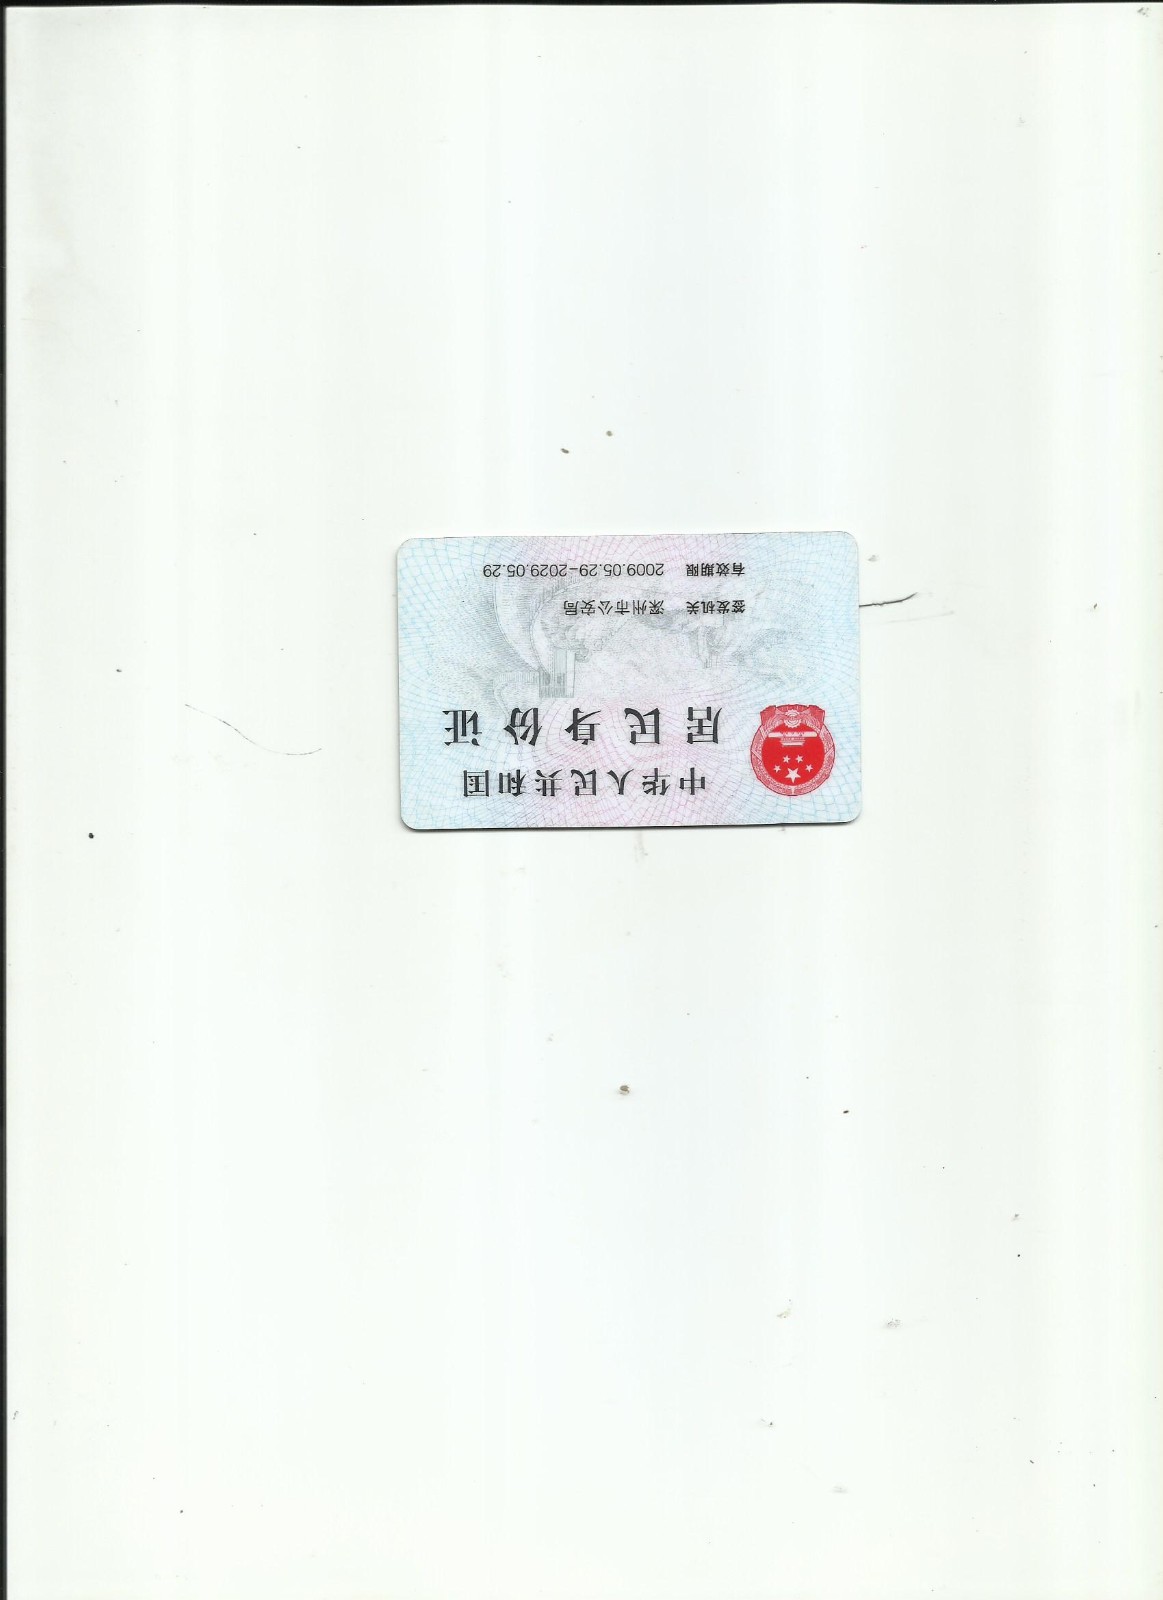 中华人民共和国
居民身份证
签发机关 深州市公安局
有效期限 2009.05.29-2029.05.29